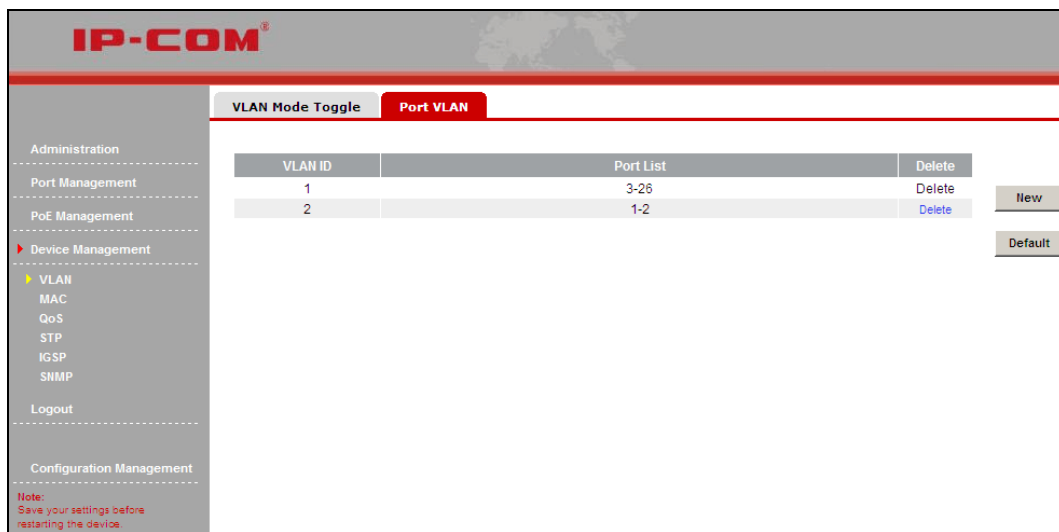 IP-COM®
VLAN Mode Toggle Port VLAN
Administration
Port Management
PoE Management
Device Management
VLAN
MAC
QoS
STP
IGSP
SNMP
Logout
Configuration Management
Note:
Save your settings before
restarting the device.
VLAN ID Port List Delete
1 3-26 Delete
2 1-2 Delete
New
Default